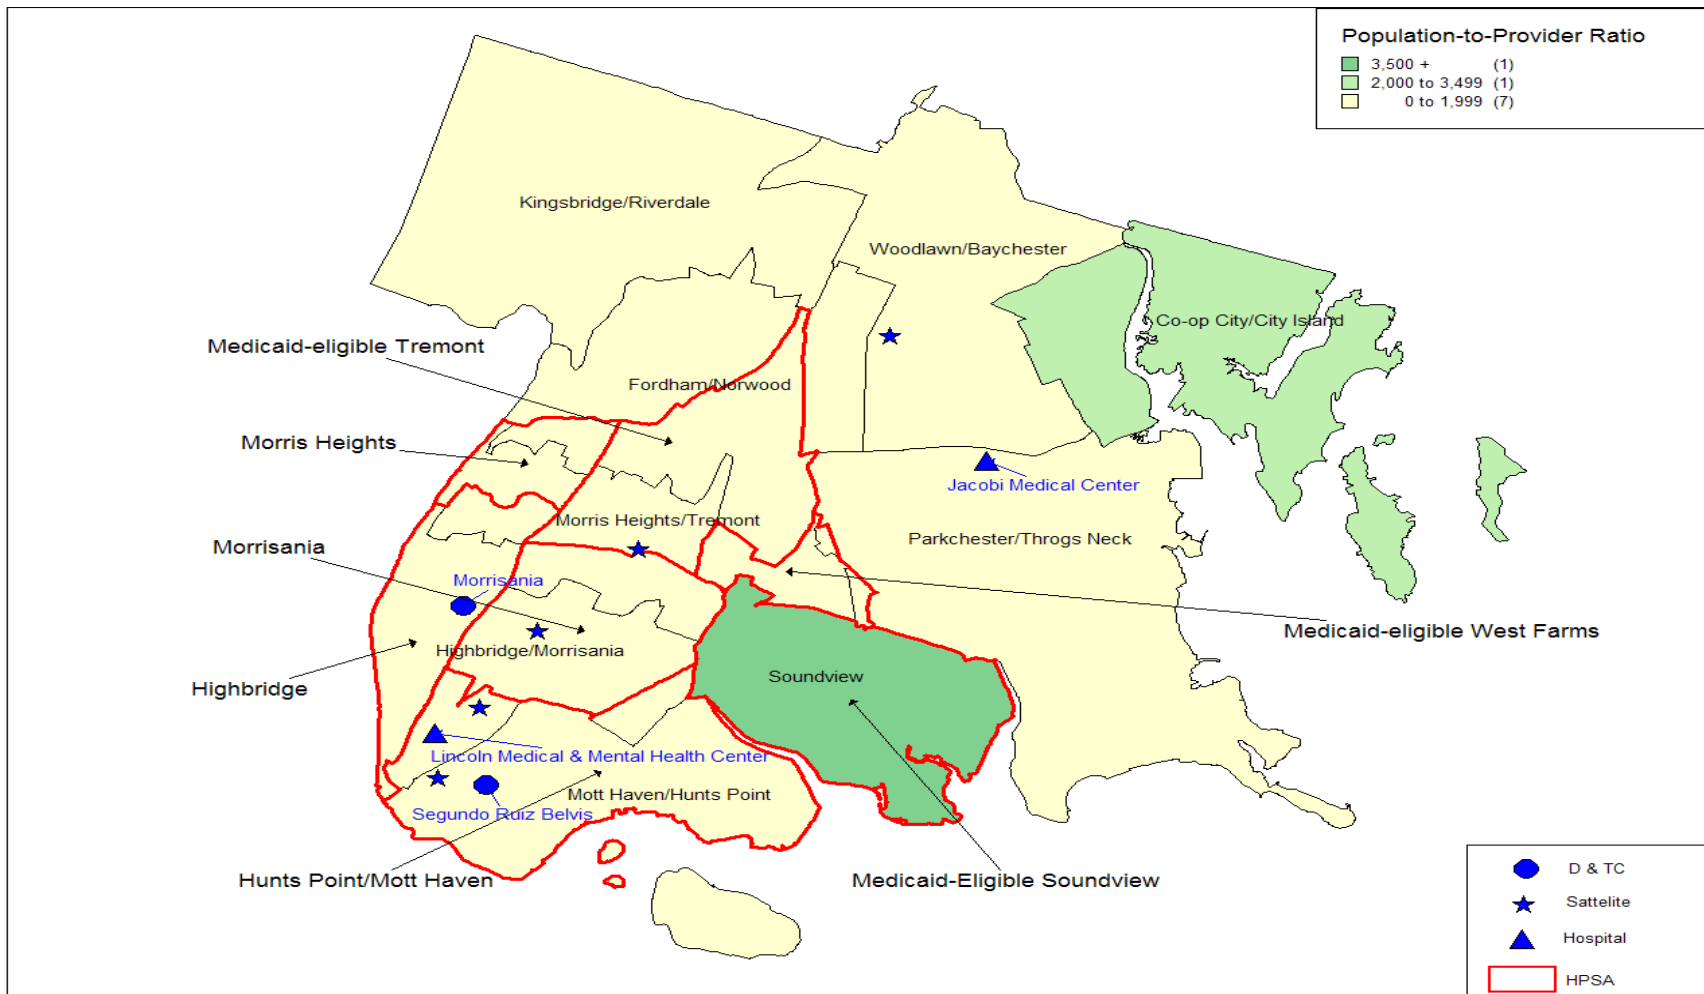 Population-to-Provider Ratio
3,500 + (1)
2,000 to 3,499 (1)
0 to 1,999 (7)
Kingsbridge/Riverdale
Woodlawn/Baychester
Co-op City/City Island
Medicaid-eligible Tremont
Fordham/Norwood
Morris Heights
Jacobi Medical Center
Morris Heights/Tremont
Parkchester/Throgs Neck
Morrisania
Morrisania
Medicaid-eligible West Farms
Highbridge/Morrisania
Soundview
Highbridge
Lincoln Medical & Mental Health Center
Mott Haven/Hunts Point
Segundo Ruiz Belvis
Hunts Point/Mott Haven
Medicaid-Eligible Soundview
D & TC
Sattelite
Hospital
HPSA